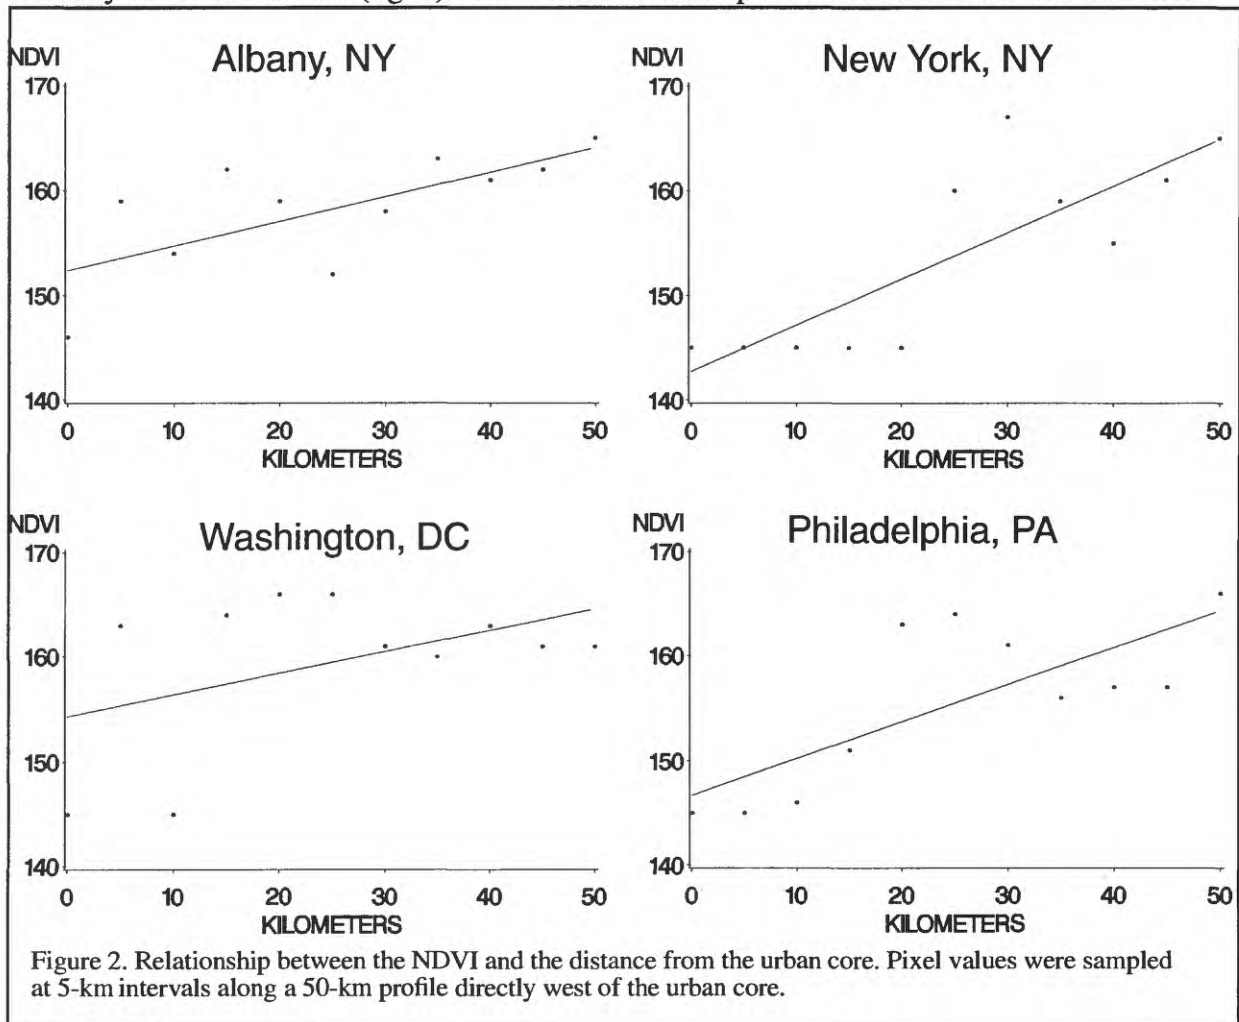 NDVI
Albany, NY
170
160
150
140
0 10 20 30 40 50
KILOMETERS
NDVI
New York, NY
170
160
150
140
0 10 20 30 40 50
KILOMETERS
NDVI
Washington, DC
170
160
150
140
0 10 20 30 40 50
KILOMETERS
NDVI
Philadelphia, PA
170
160
150
140
0 10 20 30 40 50
KILOMETERS
Figure 2. Relationship between the NDVI and the distance from the urban core. Pixel values were sampled
at 5-km intervals along a 50-km profile directly west of the urban core.